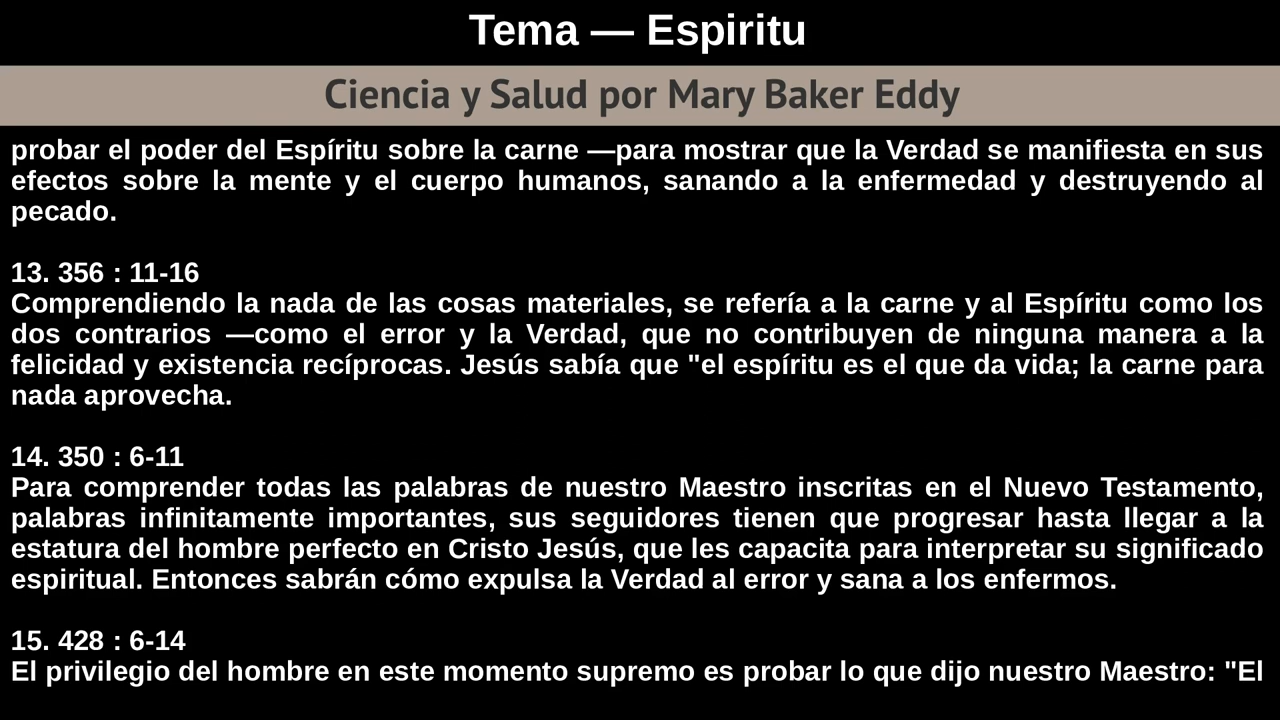 Tema — Espiritu
Ciencia y Salud por Mary Baker Eddy
probar el poder del Espíritu sobre la carne —para mostrar que la Verdad se manifiesta en sus
efectos sobre la mente y el cuerpo humanos, sanando a la enfermedad y destruyendo al
pecado.
13. 356 : 11-16
Comprendiendo la nada de las cosas materiales, se refería a la carne y al Espíritu como los
dos contrarios —como el error y la Verdad, que no contribuyen de ninguna manera a la
felicidad y existencia recíprocas. Jesús sabía que "el espíritu es el que da vida; la carne para
nada aprovecha.
14. 350 : 6-11
Para comprender todas las palabras de nuestro Maestro inscritas en el Nuevo Testamento,
palabras infinitamente importantes, sus seguidores tienen que progresar hasta llegar a la
estatura del hombre perfecto en Cristo Jesús, que les capacita para interpretar su significado
espiritual. Entonces sabrán cómo expulsa la Verdad al error y sana a los enfermos.
15. 428 : 6-14
El privilegio del hombre en este momento supremo es probar lo que dijo nuestro Maestro: "El